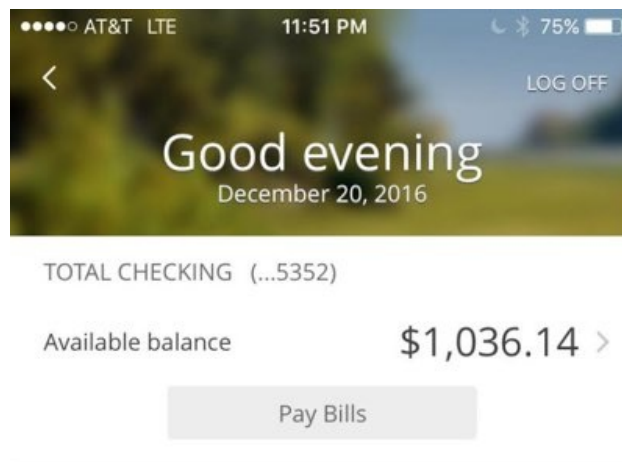 AT&T LTE 11:51 PM 75%
LOG OFF
Good evening
December 20, 2016
TOTAL CHECKING (...5352)
Available balance $1,036.14
Pay Bills